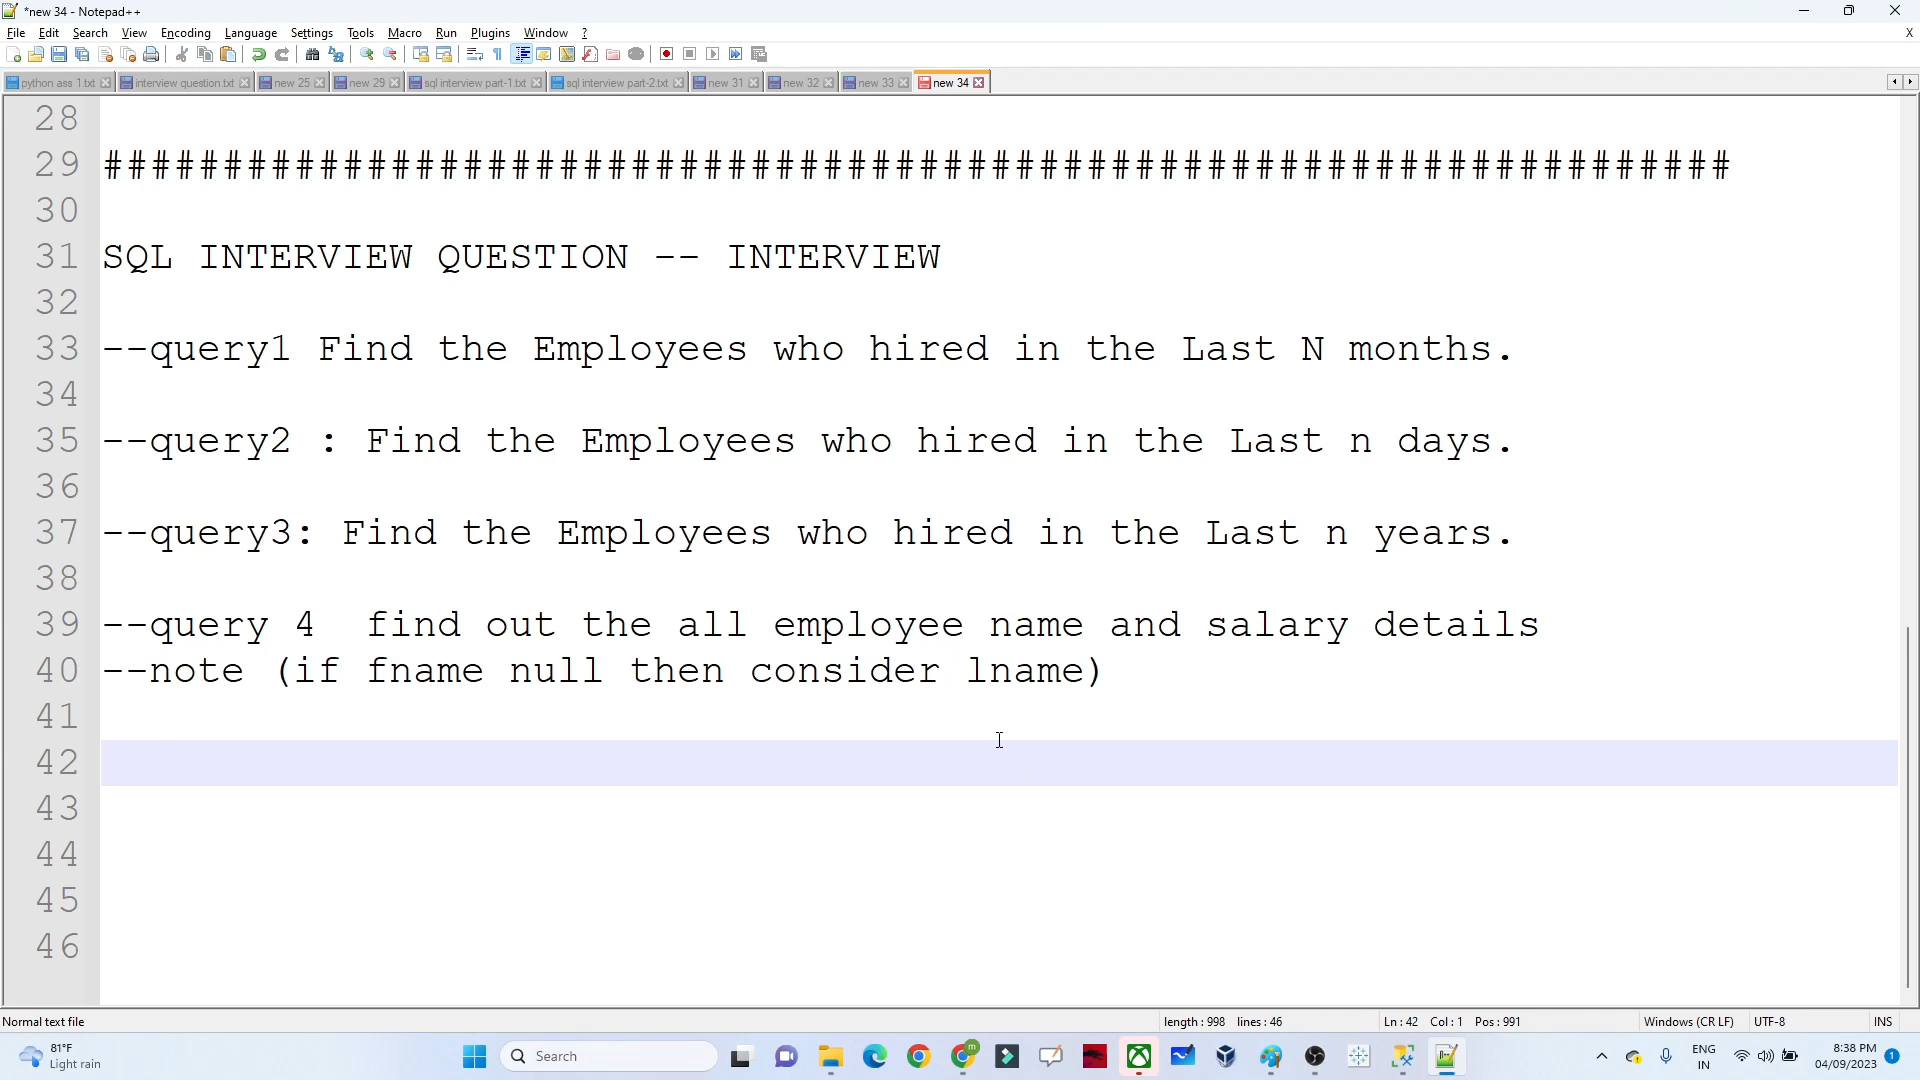 *new 34 - Notepad++
File Edit Search View Encoding Language Settings Tools Macro Run Plugins Window ? X
python ass 1.txt interview question.txt new 25 new 29 sql interview part-1.txt sql interview part-2.txt new 31 new 32 new 33 new 34
28
29 ####################################################################
30
31 SQL INTERVIEW QUESTION -- INTERVIEW
32
33 --query1 Find the Employees who hired in the Last N months.
34
35 --query2 : Find the Employees who hired in the Last n days.
36
37 --query3: Find the Employees who hired in the Last n years.
38
39 --query 4  find out the all employee name and salary details
40 --note (if fname null then consider lname)
41
42
43
44
45
46
Normal text file length : 998 lines : 46 Ln : 42 Col : 1 Pos : 991 Windows (CR LF) UTF-8 INS
81°F
Light rain
Search
ENG
IN
8:38 PM
04/09/2023
1